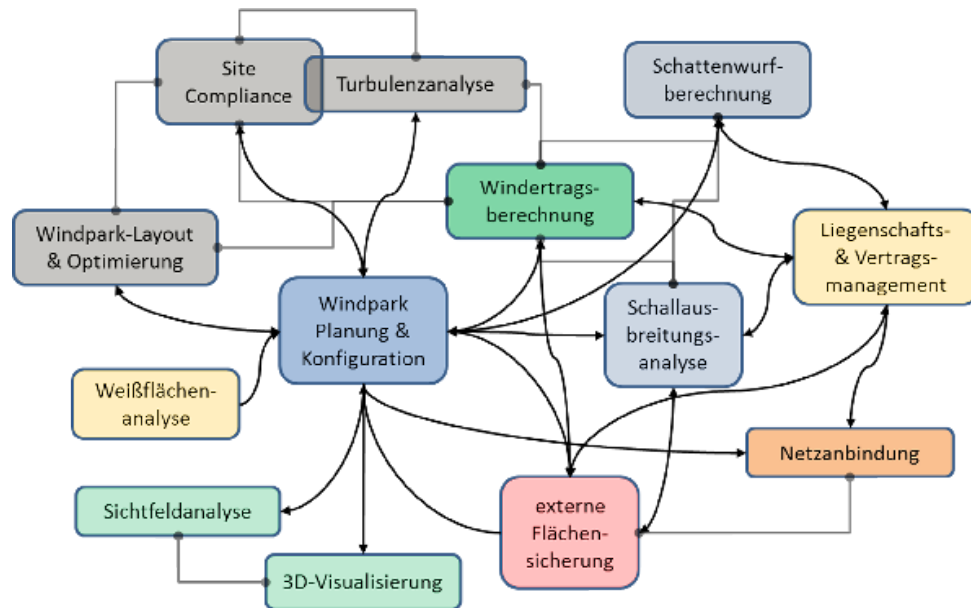 Site
Compliance
Turbulenzanalyse
Schattenwurf-
berechnung
Windertrags-
berechnung
Windpark-Layout
& Optimierung
Liegenschafts-
& Vertrags-
management
Windpark
Planung &
Konfiguration
Schallaus-
breitungs-
analyse
Weißflächen-
analyse
Netzanbindung
Sichtfeldanalyse
externe
Flächen-
sicherung
3D-Visualisierung